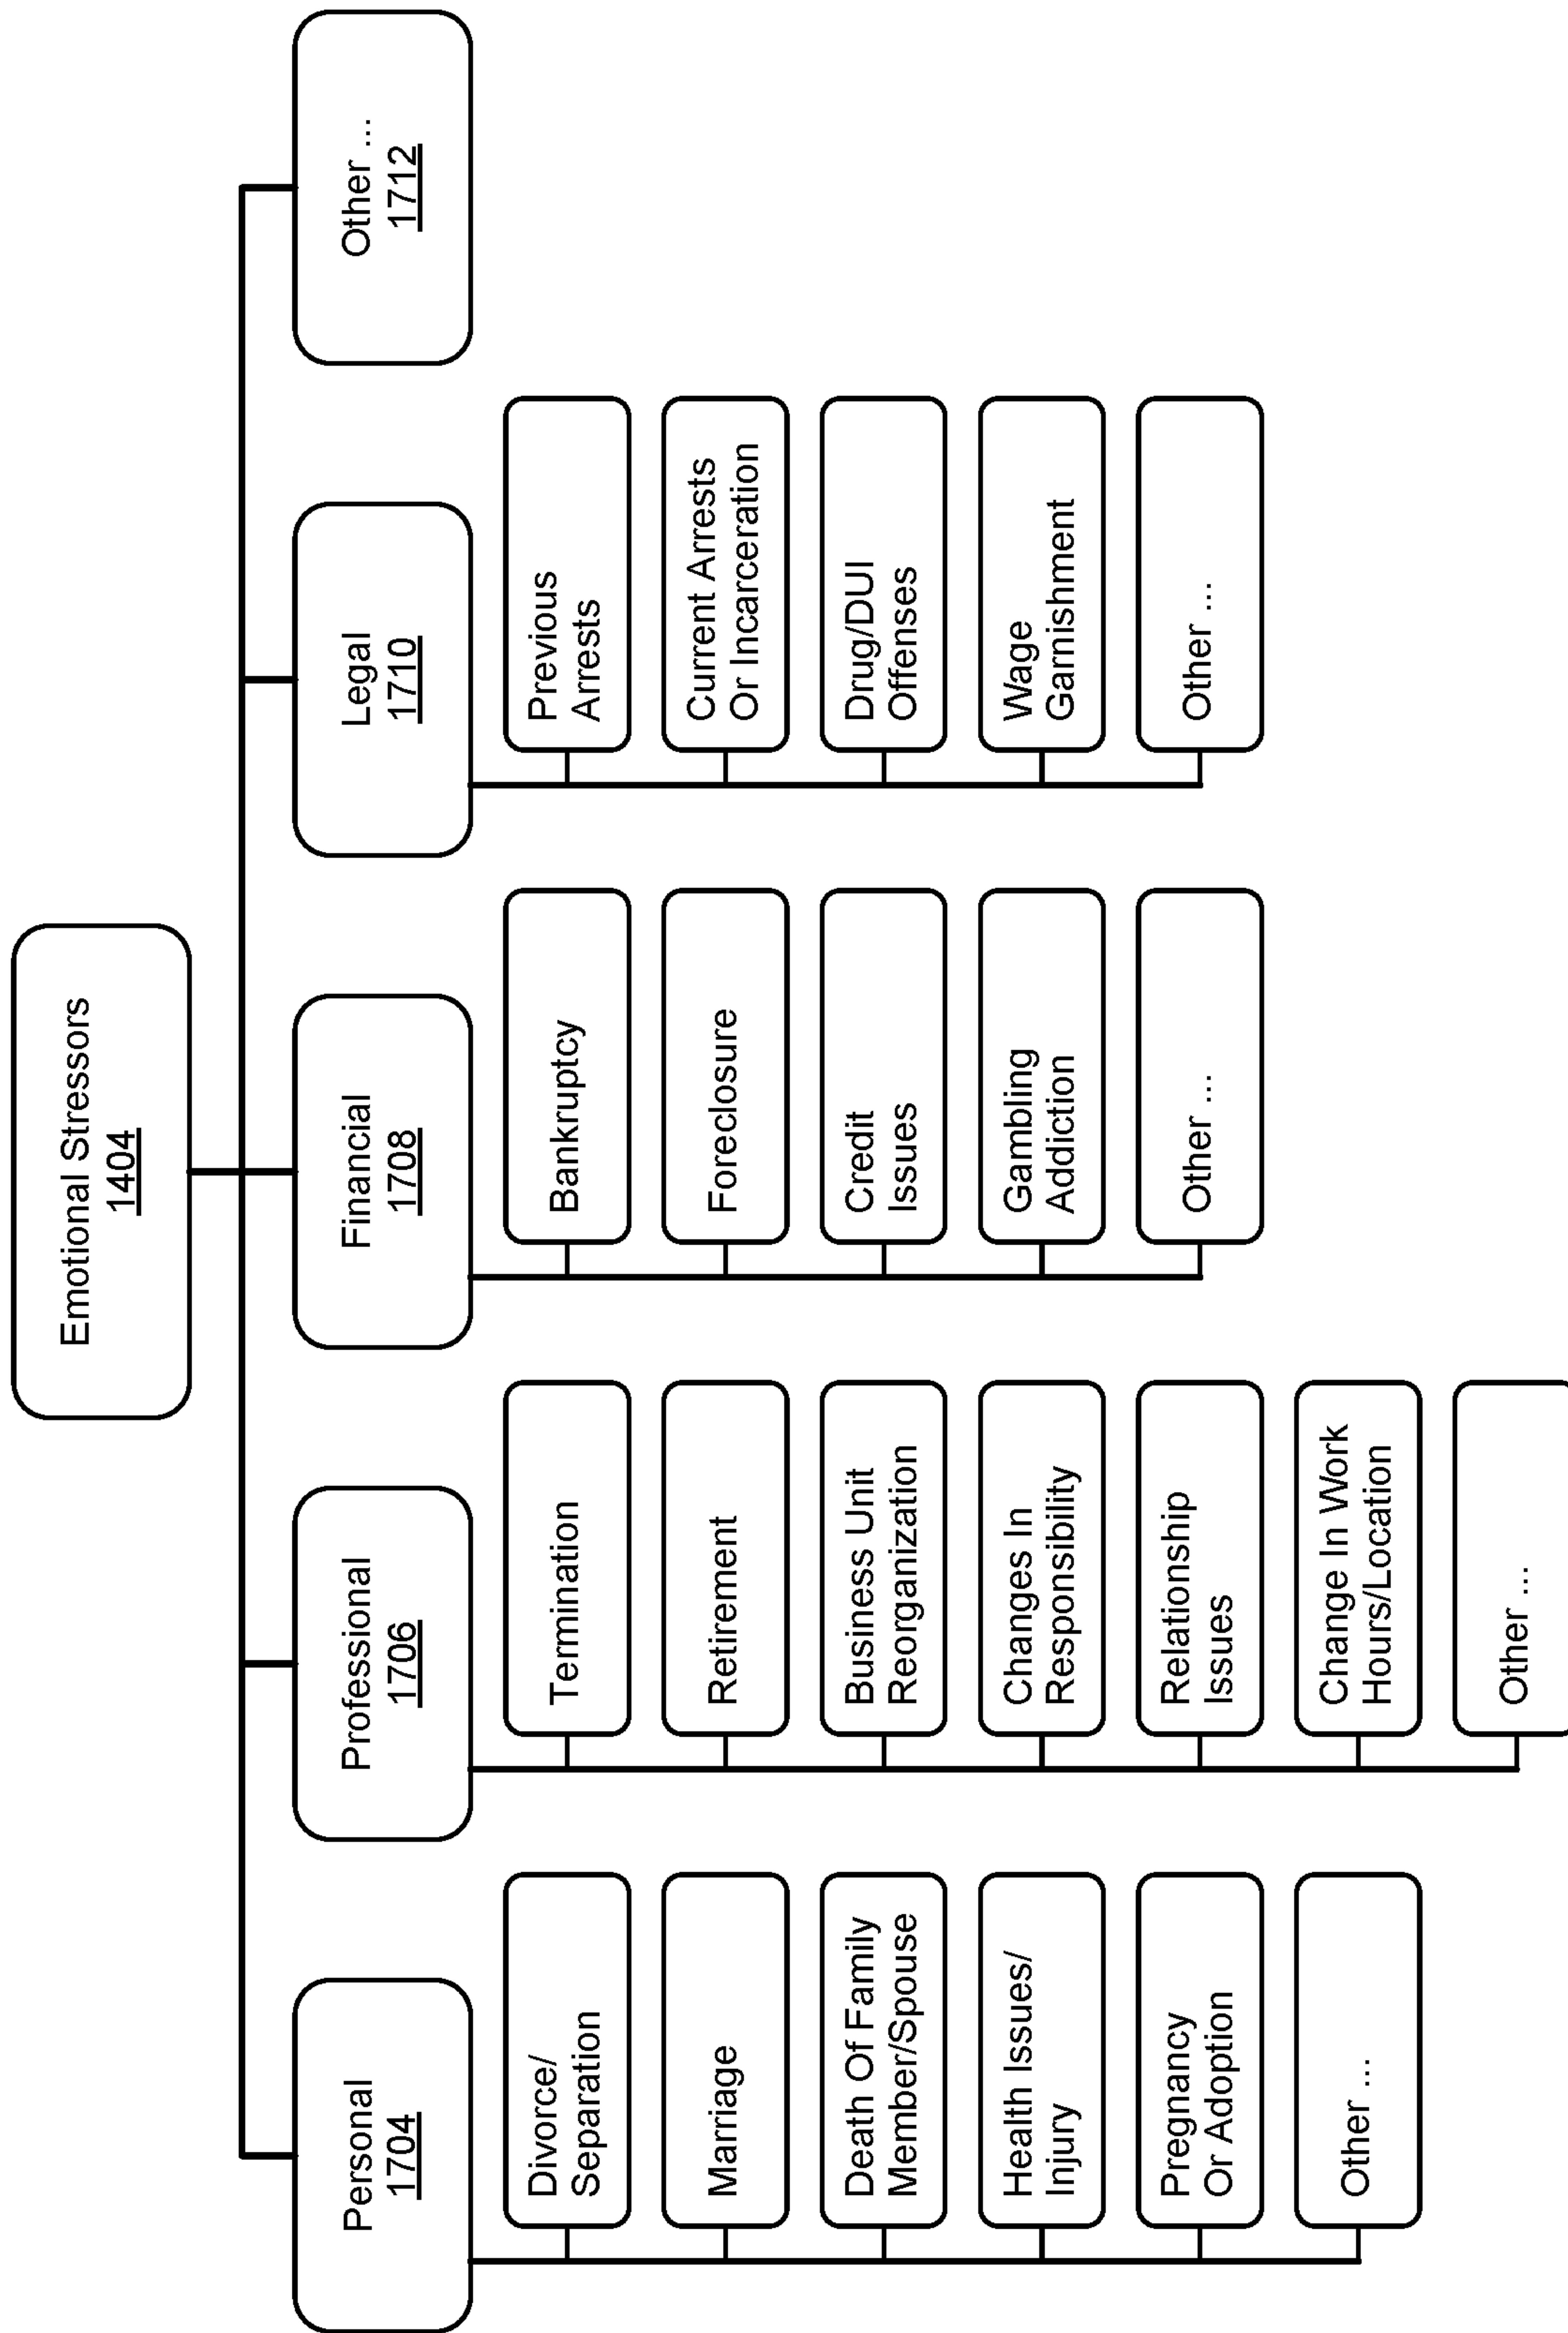 Emotional Stressors
1404
Personal
1704
Divorce/
Separation
Marriage
Death Of Family
Member/Spouse
Health Issues/
Injury
Pregnancy
Or Adoption
Other ...
Professional
1706
Termination
Retirement
Business Unit
Reorganization
Changes In
Responsibility
Relationship
Issues
Change In Work
Hours/Location
Other ...
Financial
1708
Bankruptcy
Foreclosure
Credit
Issues
Gambling
Addiction
Other ...
Legal
1710
Previous
Arrests
Current Arrests
Or Incarceration
Drug/DUI
Offenses
Wage
Garnishment
Other ...
Other ...
1712